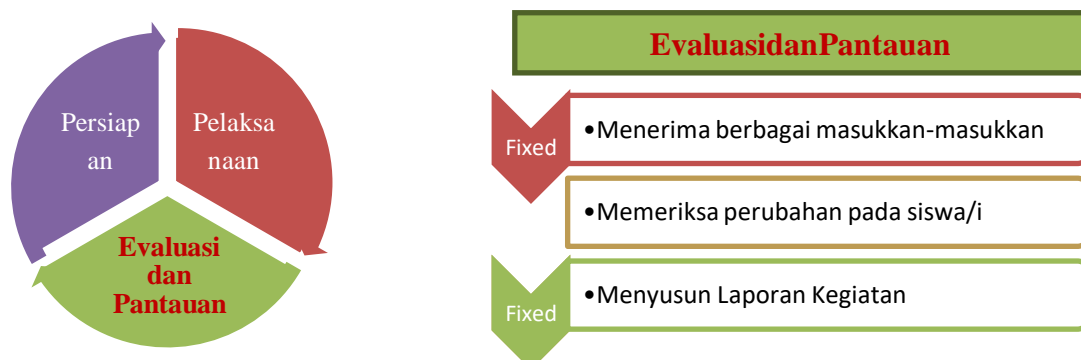 Persiap
an
Pelaksa
naan
Evaluasi
dan
Pantauan
EvaluasidanPantauan
Fixed
•Menerima berbagai masukkan-masukkan
•Memeriksa perubahan pada siswa/i
Fixed
•Menyusun Laporan Kegiatan